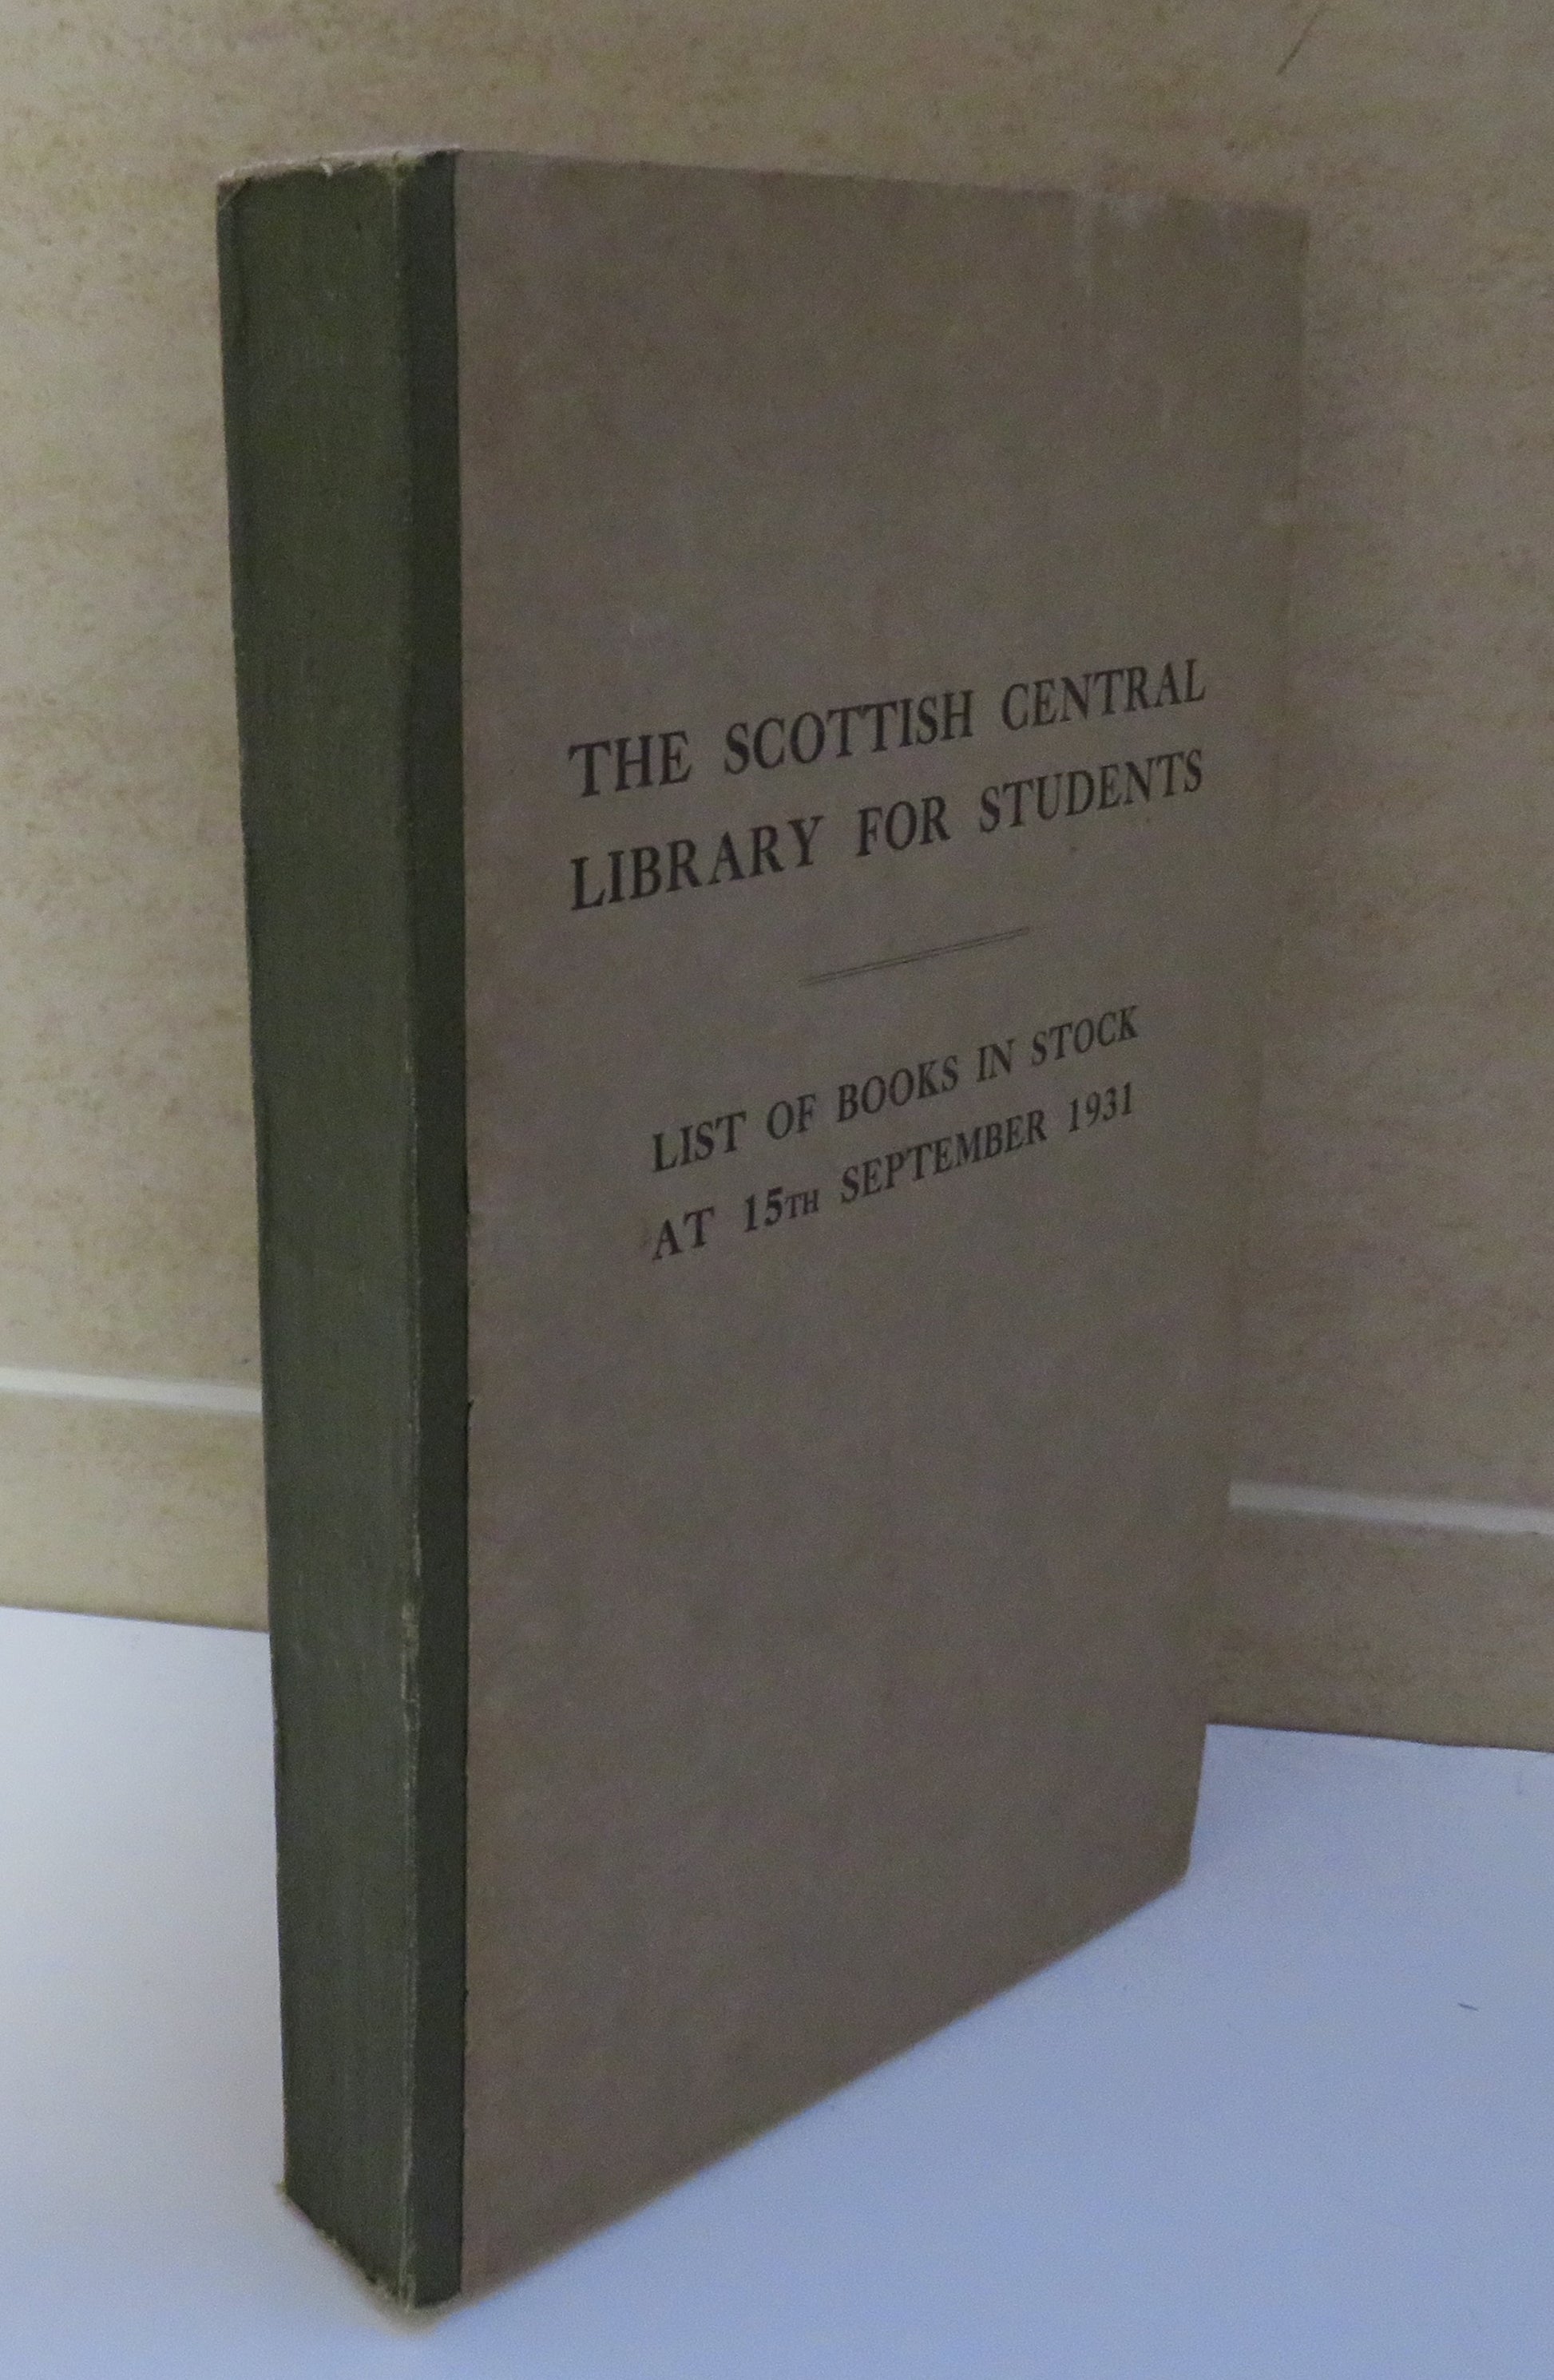 THE SCOTTISH CENTRAL
LIBRARY FOR STUDENTS
LIST OF BOOKS IN STOCK
AT 15TH SEPTEMBER 1931